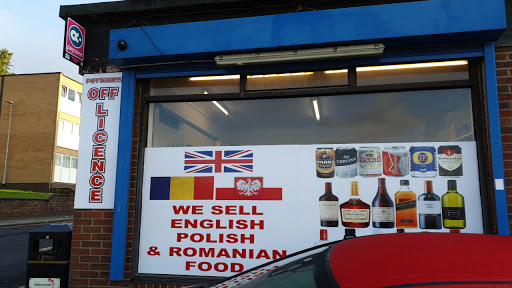 OFF
LICENCE
WE SELL
ENGLISH
POLISH
& ROMANIAN
FOOD